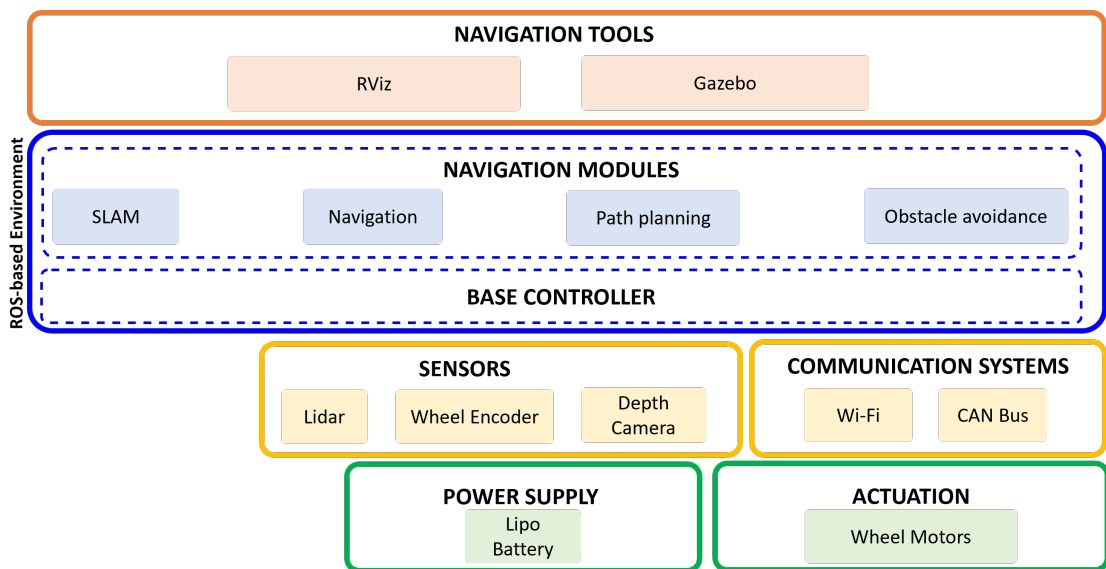 NAVIGATION TOOLS
RViz
Gazebo
ROS-based Environment
NAVIGATION MODULES
SLAM
Navigation
Path planning
Obstacle avoidance
BASE CONTROLLER
SENSORS
Lidar
Wheel Encoder
Depth
Camera
COMMUNICATION SYSTEMS
Wi-Fi
CAN Bus
POWER SUPPLY
Lipo
Battery
ACTUATION
Wheel Motors